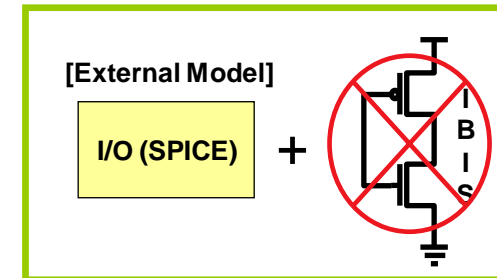 [External Model]
I/O (SPICE)
+
I
B
I
S